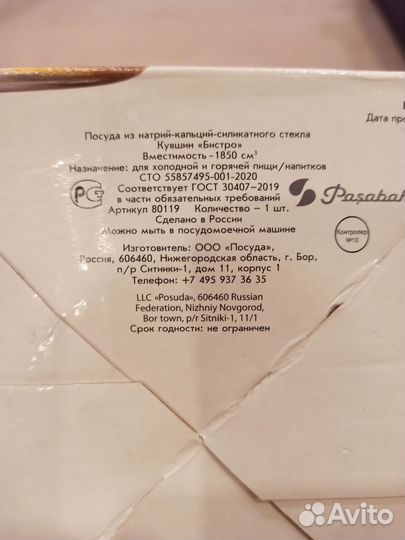 Дата про
Посуда из натрий-кальций-силикатного стекла
Кувшин «Бистро»
Вместимость -1850 см³
Назначение: для холодной и горячей пищи/напитков
СТО 55857495-001-2020
Соответствует ГОСТ 30407-2019
в части обязательных требований
Артикул 80119 Количество – 1 шт.
Сделано в России
Можно мыть в посудомоечной машине
РСТ
Paşabah
Контролер
№10
Изготовитель: ООО «Посуда»,
Россия, 606460, Нижегородская область, г. Бор,
п/р Ситники-1, дом 11, корпус 1
Телефон: +7 495 937 36 35
LLC «Posuda», 606460 Russian
Federation, Nizhniy Novgorod,
Bor town, p/r Sitniki-1, 11/1
Срок годности: не ограничен
Avito